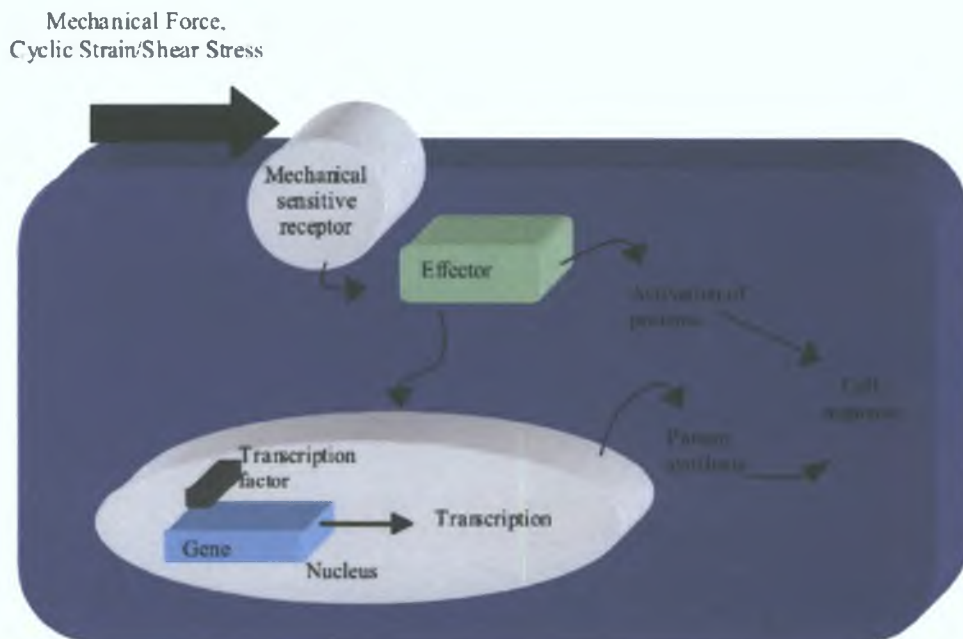 Mechanical Force,
Cyclic Strain/Shear Stress
Mechanical
sensitive
receptor
Effector
Activation of
proteins
Cell
response
Protein
synthesis
Transcription
factor
Transcription
Gene
Nucleus